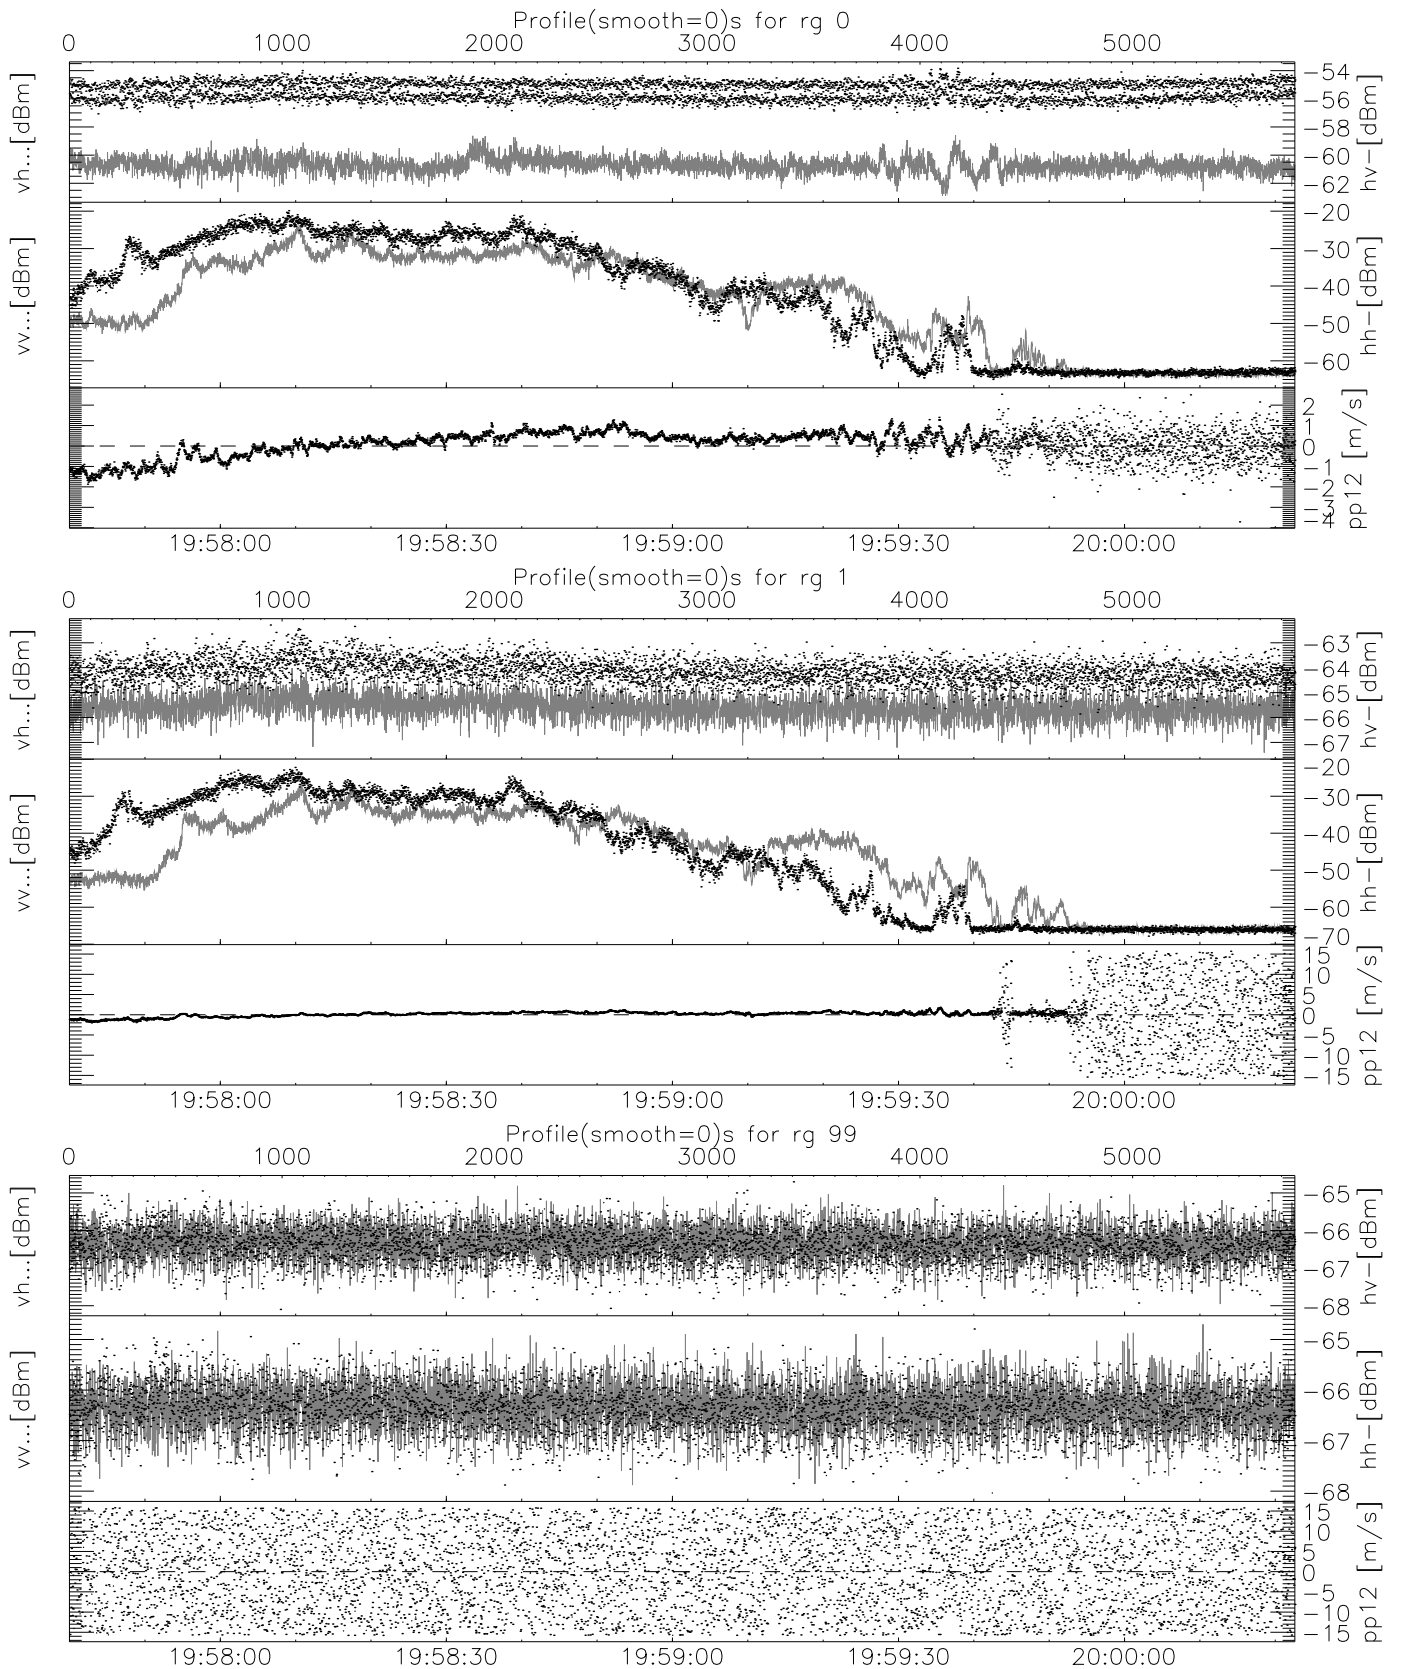 Profile(smooth=0)s for rg 0
0 1000 2000 3000 4000 5000
vh...[dBm]
-54
-56
-58
-60
-62
hv-[dBm]
vv...[dBm]
-20
-30
-40
-50
-60
hh-[dBm]
2
1
0
-1
-2
-3
-4
pp12 [m/s]
19:58:00 19:58:30 19:59:00 19:59:30 20:00:00
Profile(smooth=0)s for rg 1
0 1000 2000 3000 4000 5000
vh...[dBm]
-63
-64
-65
-66
-67
hv-[dBm]
vv...[dBm]
-20
-30
-40
-50
-60
-70
hh-[dBm]
15
10
5
0
-5
-10
-15
pp12 [m/s]
19:58:00 19:58:30 19:59:00 19:59:30 20:00:00
Profile(smooth=0)s for rg 99
0 1000 2000 3000 4000 5000
vh...[dBm]
-65
-66
-67
-68
hv-[dBm]
vv...[dBm]
-65
-66
-67
-68
hh-[dBm]
15
10
5
0
-5
-10
-15
pp12 [m/s]
19:58:00 19:58:30 19:59:00 19:59:30 20:00:00